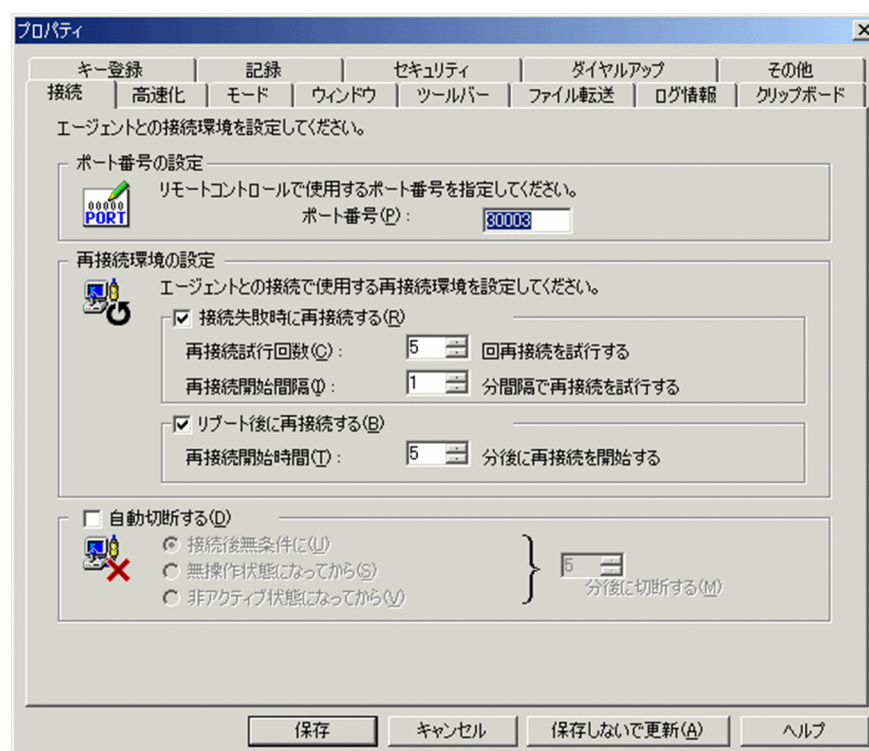 プロパティ
キー登録 記録 セキュリティ ダイヤルアップ その他
接続 高速化 モード ウィンドウ ツールバー ファイル転送 ログ情報 クリップボード
エージェントとの接続環境を設定してください。
ポート番号の設定
リモートコントロールで使用するポート番号を指定してください。
00000
PORT
ポート番号(P): 30003
再接続環境の設定
エージェントとの接続で使用する再接続環境を設定してください。
接続失敗時に再接続する(R)
再接続試行回数(C): 5 回再接続を試行する
再接続開始間隔(I): 1 分間隔で再接続を試行する
リブート後に再接続する(B)
再接続開始時間(T): 5 分後に再接続を開始する
自動切断する(D)
接続後無条件に(U)
無操作状態になってから(S)
非アクティブ状態になってから(V)
5 分後に切断する(M)
保存 キャンセル 保存しないで更新(A) ヘルプ